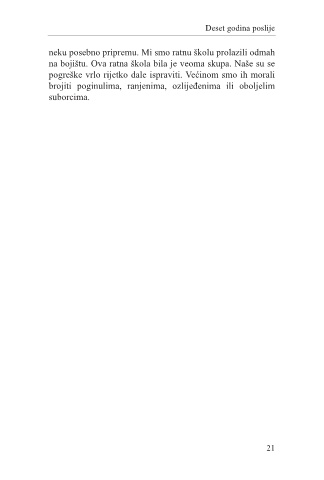 Deset godina poslije
neku posebno pripremu. Mi smo ratnu školu prolazili odmah
na bojištu. Ova ratna škola bila je veoma skupa. Naše su se
pogreške vrlo rijetko dale ispraviti. Većinom smo ih morali
brojiti poginulima, ranjenima, ozlijeđenima ili oboljelim
suborcima.
21